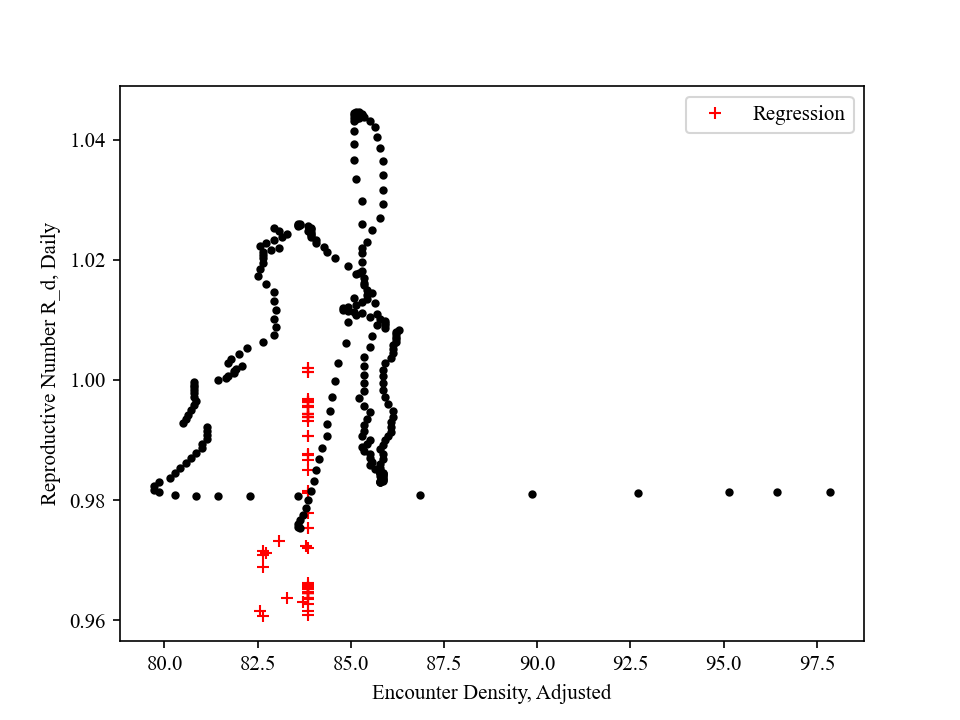 Regression
1.04
1.02
1.00
0.98
0.96
Reproductive Number R_d, Daily
80.0 82.5 85.0 87.5 90.0 92.5 95.0 97.5
Encounter Density, Adjusted